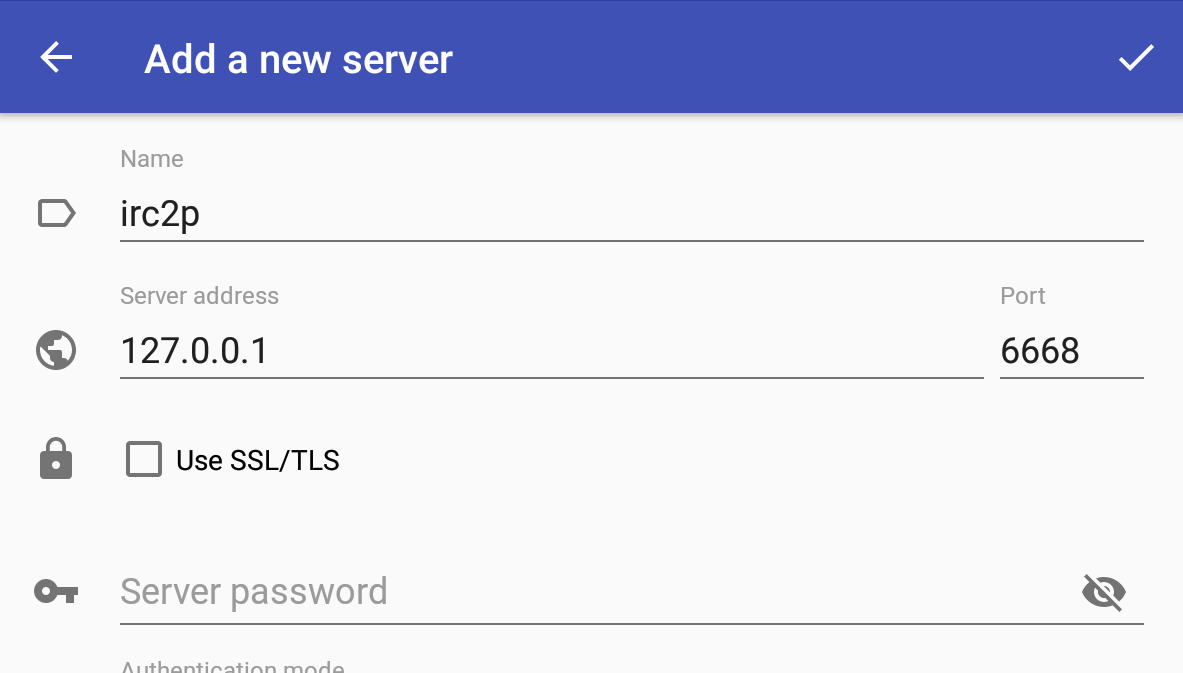 Add a new server
Name
irc2p
Server address
Port
127.0.0.1
6668
Use SSL/TLS
Server password
Authentication mode